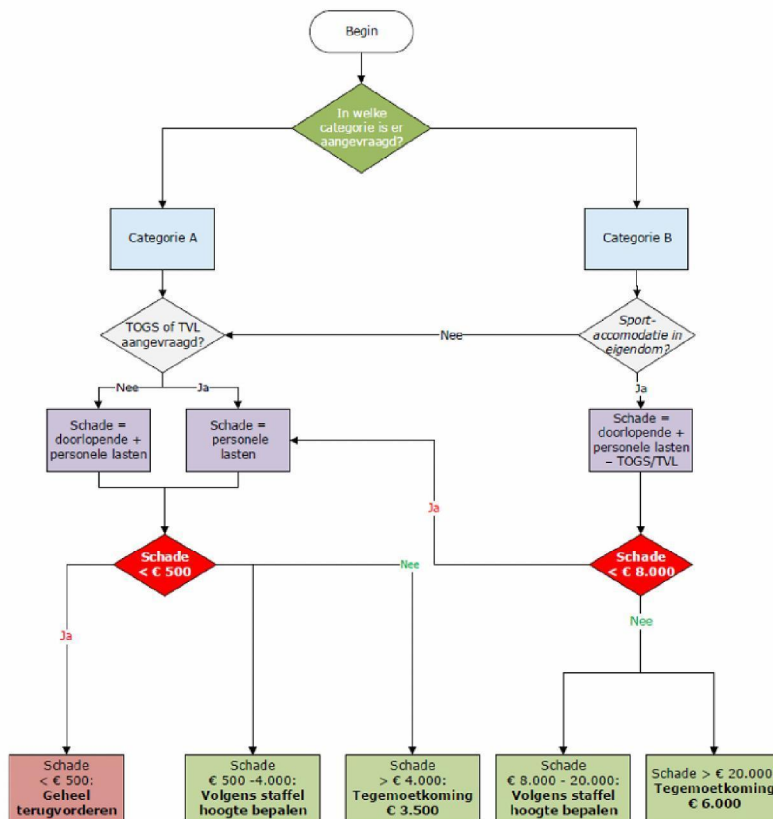 Begin
In welke
categorie is er
aangevraagd?
Categorie A
Categorie B
TOGS of TVL
aangevraagd?
Nee
Sport-
accomodatie in
eigendom?
Nee
Ja
Ja
Schade =
doorlopende +
personele lasten
Schade =
personele
lasten
Schade =
doorlopende +
personele lasten
– TOGS/TVL
Ja
Schade
< € 500
Nee
Schade
< € 8.000
Ja
Nee
Schade
< € 500:
Geheel
terugvorderen
Schade
€ 500 -4.000:
Volgens staffel
hoogte bepalen
Schade
> € 4.000:
Tegemoetkoming
€ 3.500
Schade
€ 8.000 - 20.000:
Volgens staffel
hoogte bepalen
Schade > € 20.000:
Tegemoetkoming
€ 6.000